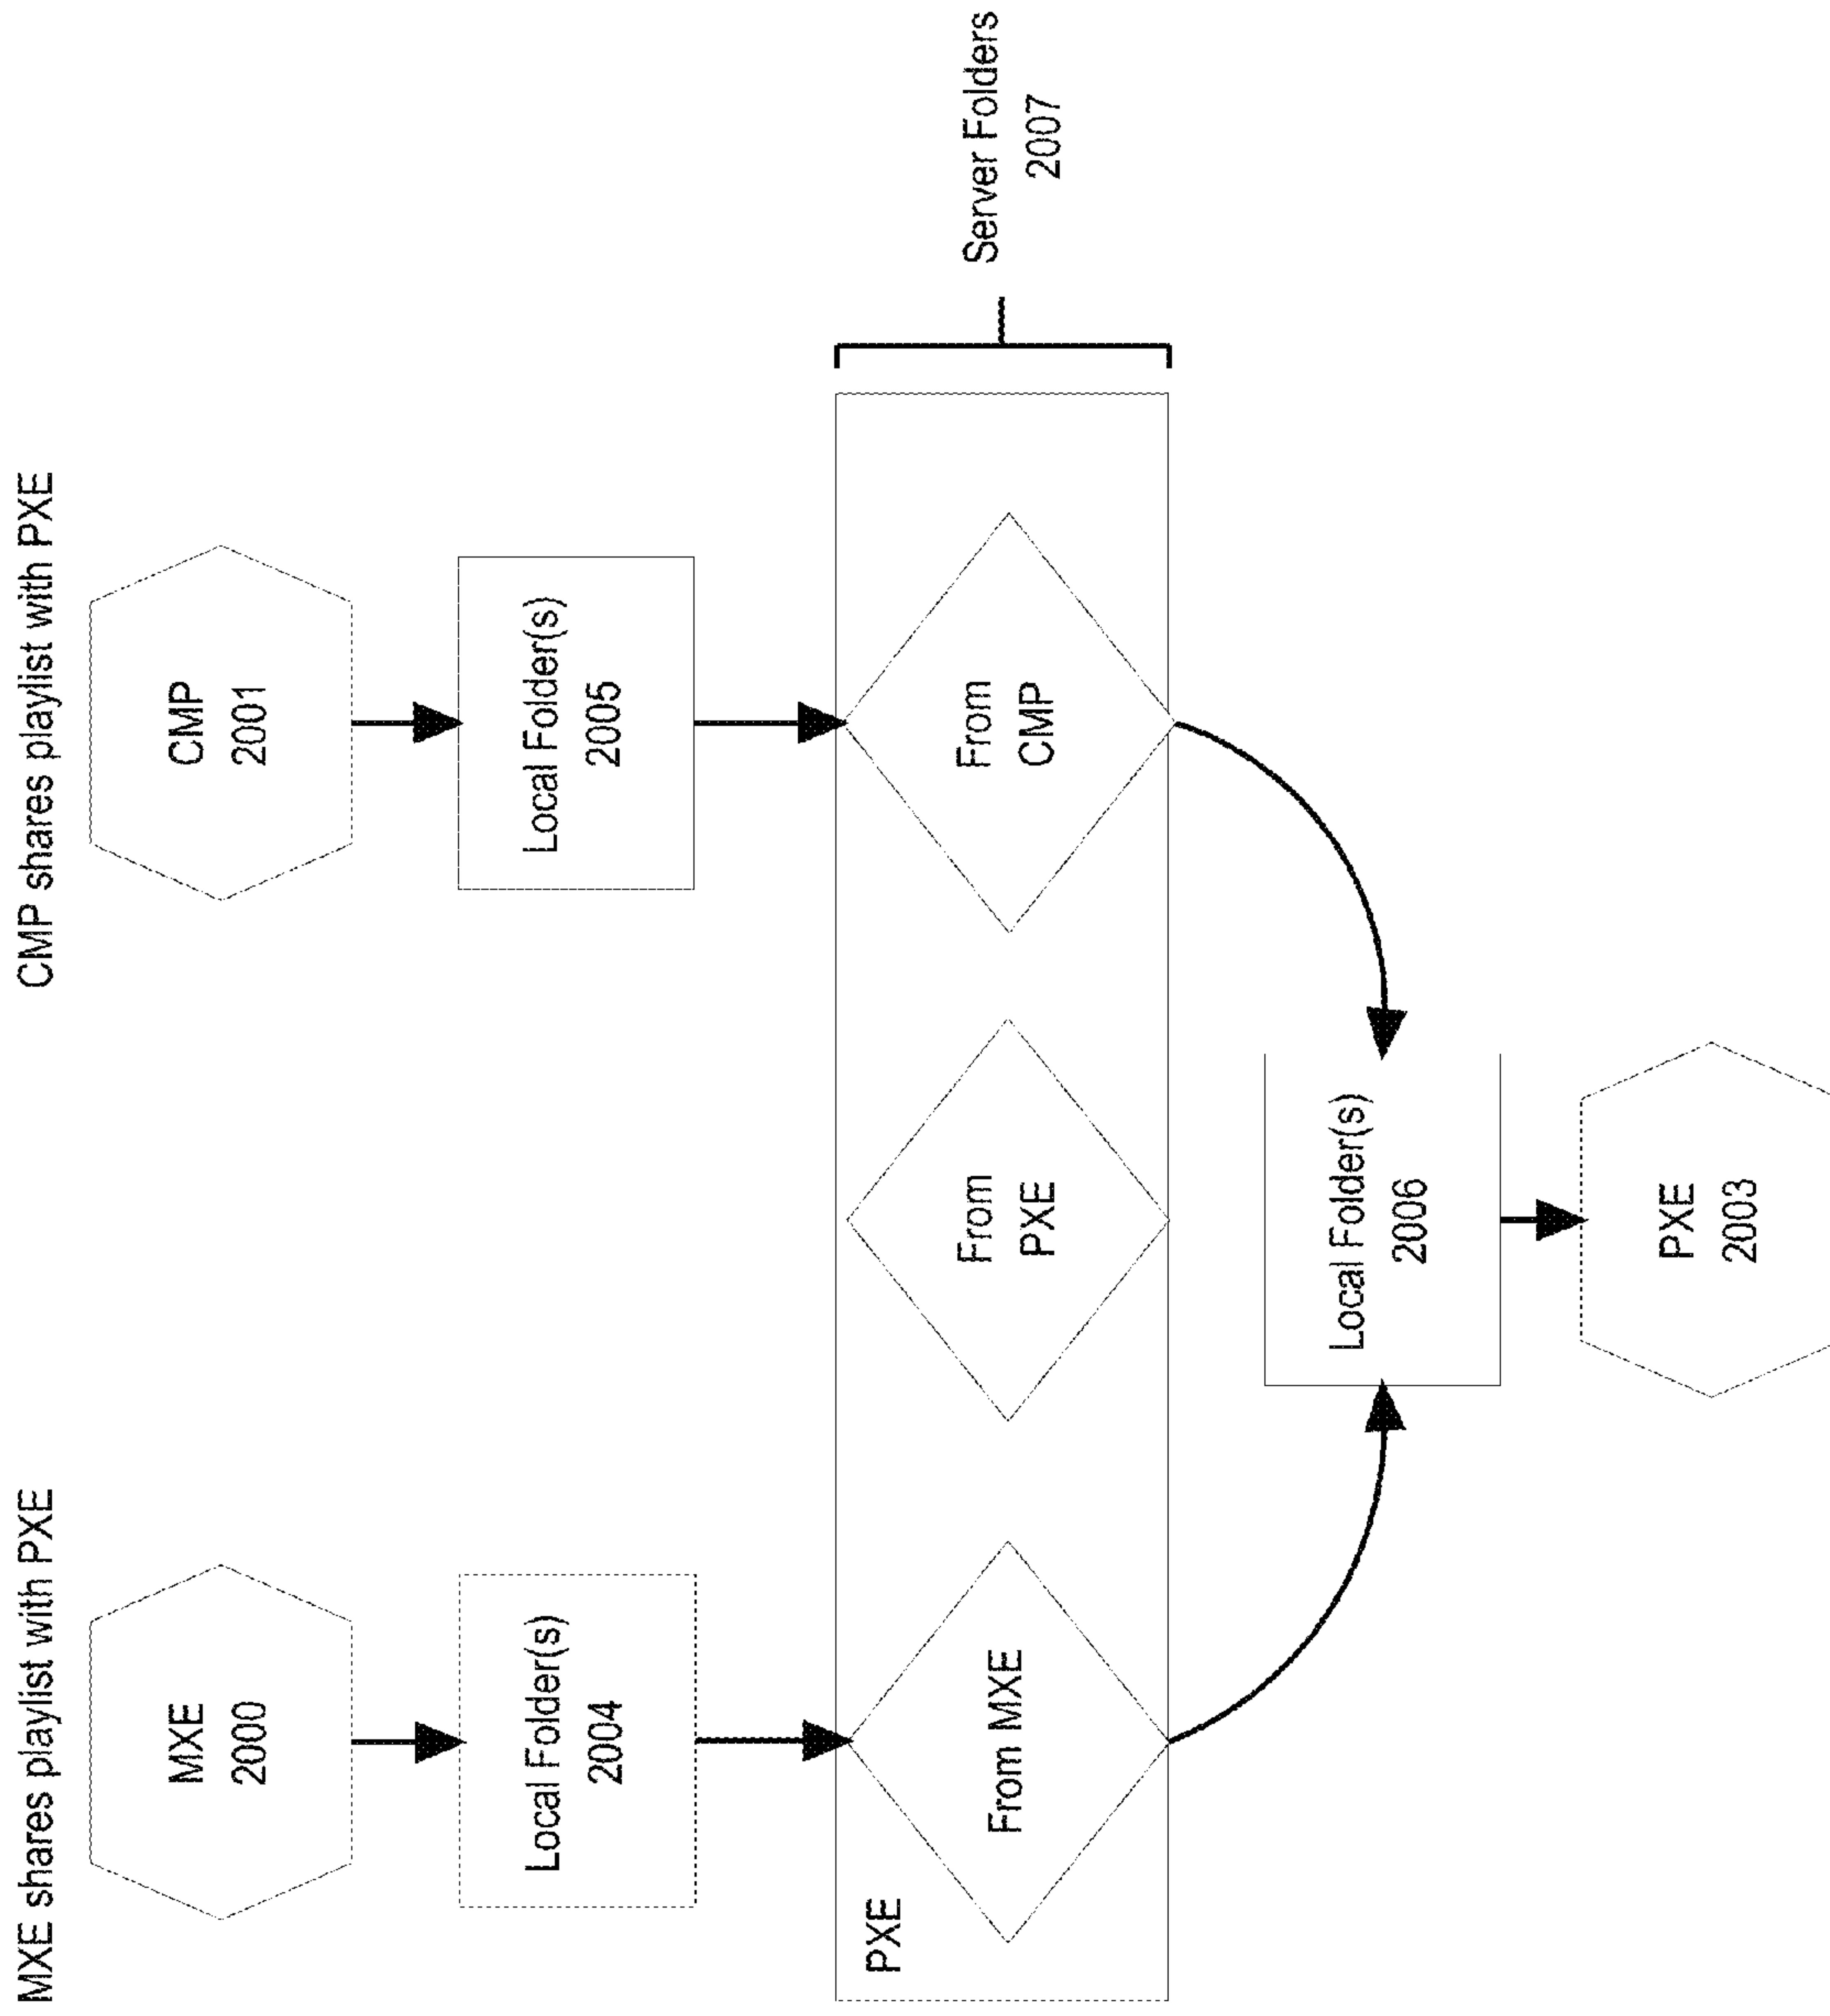 MXE shares playlist with PXE
CMP shares playlist with PXE
MXE
2000
CMP
2001
Local Folder(s)
2004
Local Folder(s)
2005
PXE
From MXE
From
PXE
From
CMP
Server Folders
2007
Local Folder(s)
2006
PXE
2003